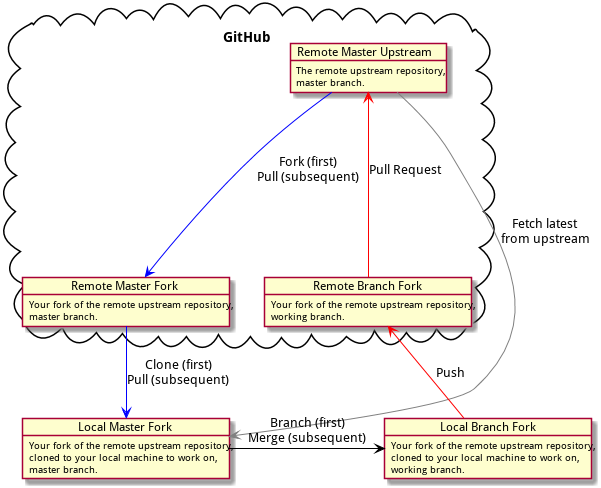 GitHub
Remote Master Upstream
The remote upstream repository,
master branch.
Fork (first)
Pull (subsequent)
Pull Request
Fetch latest
from upstream
Remote Master Fork
Your fork of the remote upstream repository,
master branch.
Remote Branch Fork
Your fork of the remote upstream repository,
working branch.
Clone (first)
Pull (subsequent)
Push
Local Master Fork
Your fork of the remote upstream repository,
cloned to your local machine to work on,
master branch.
Branch (first)
Merge (subsequent)
Local Branch Fork
Your fork of the remote upstream repository,
cloned to your local machine to work on,
working branch.